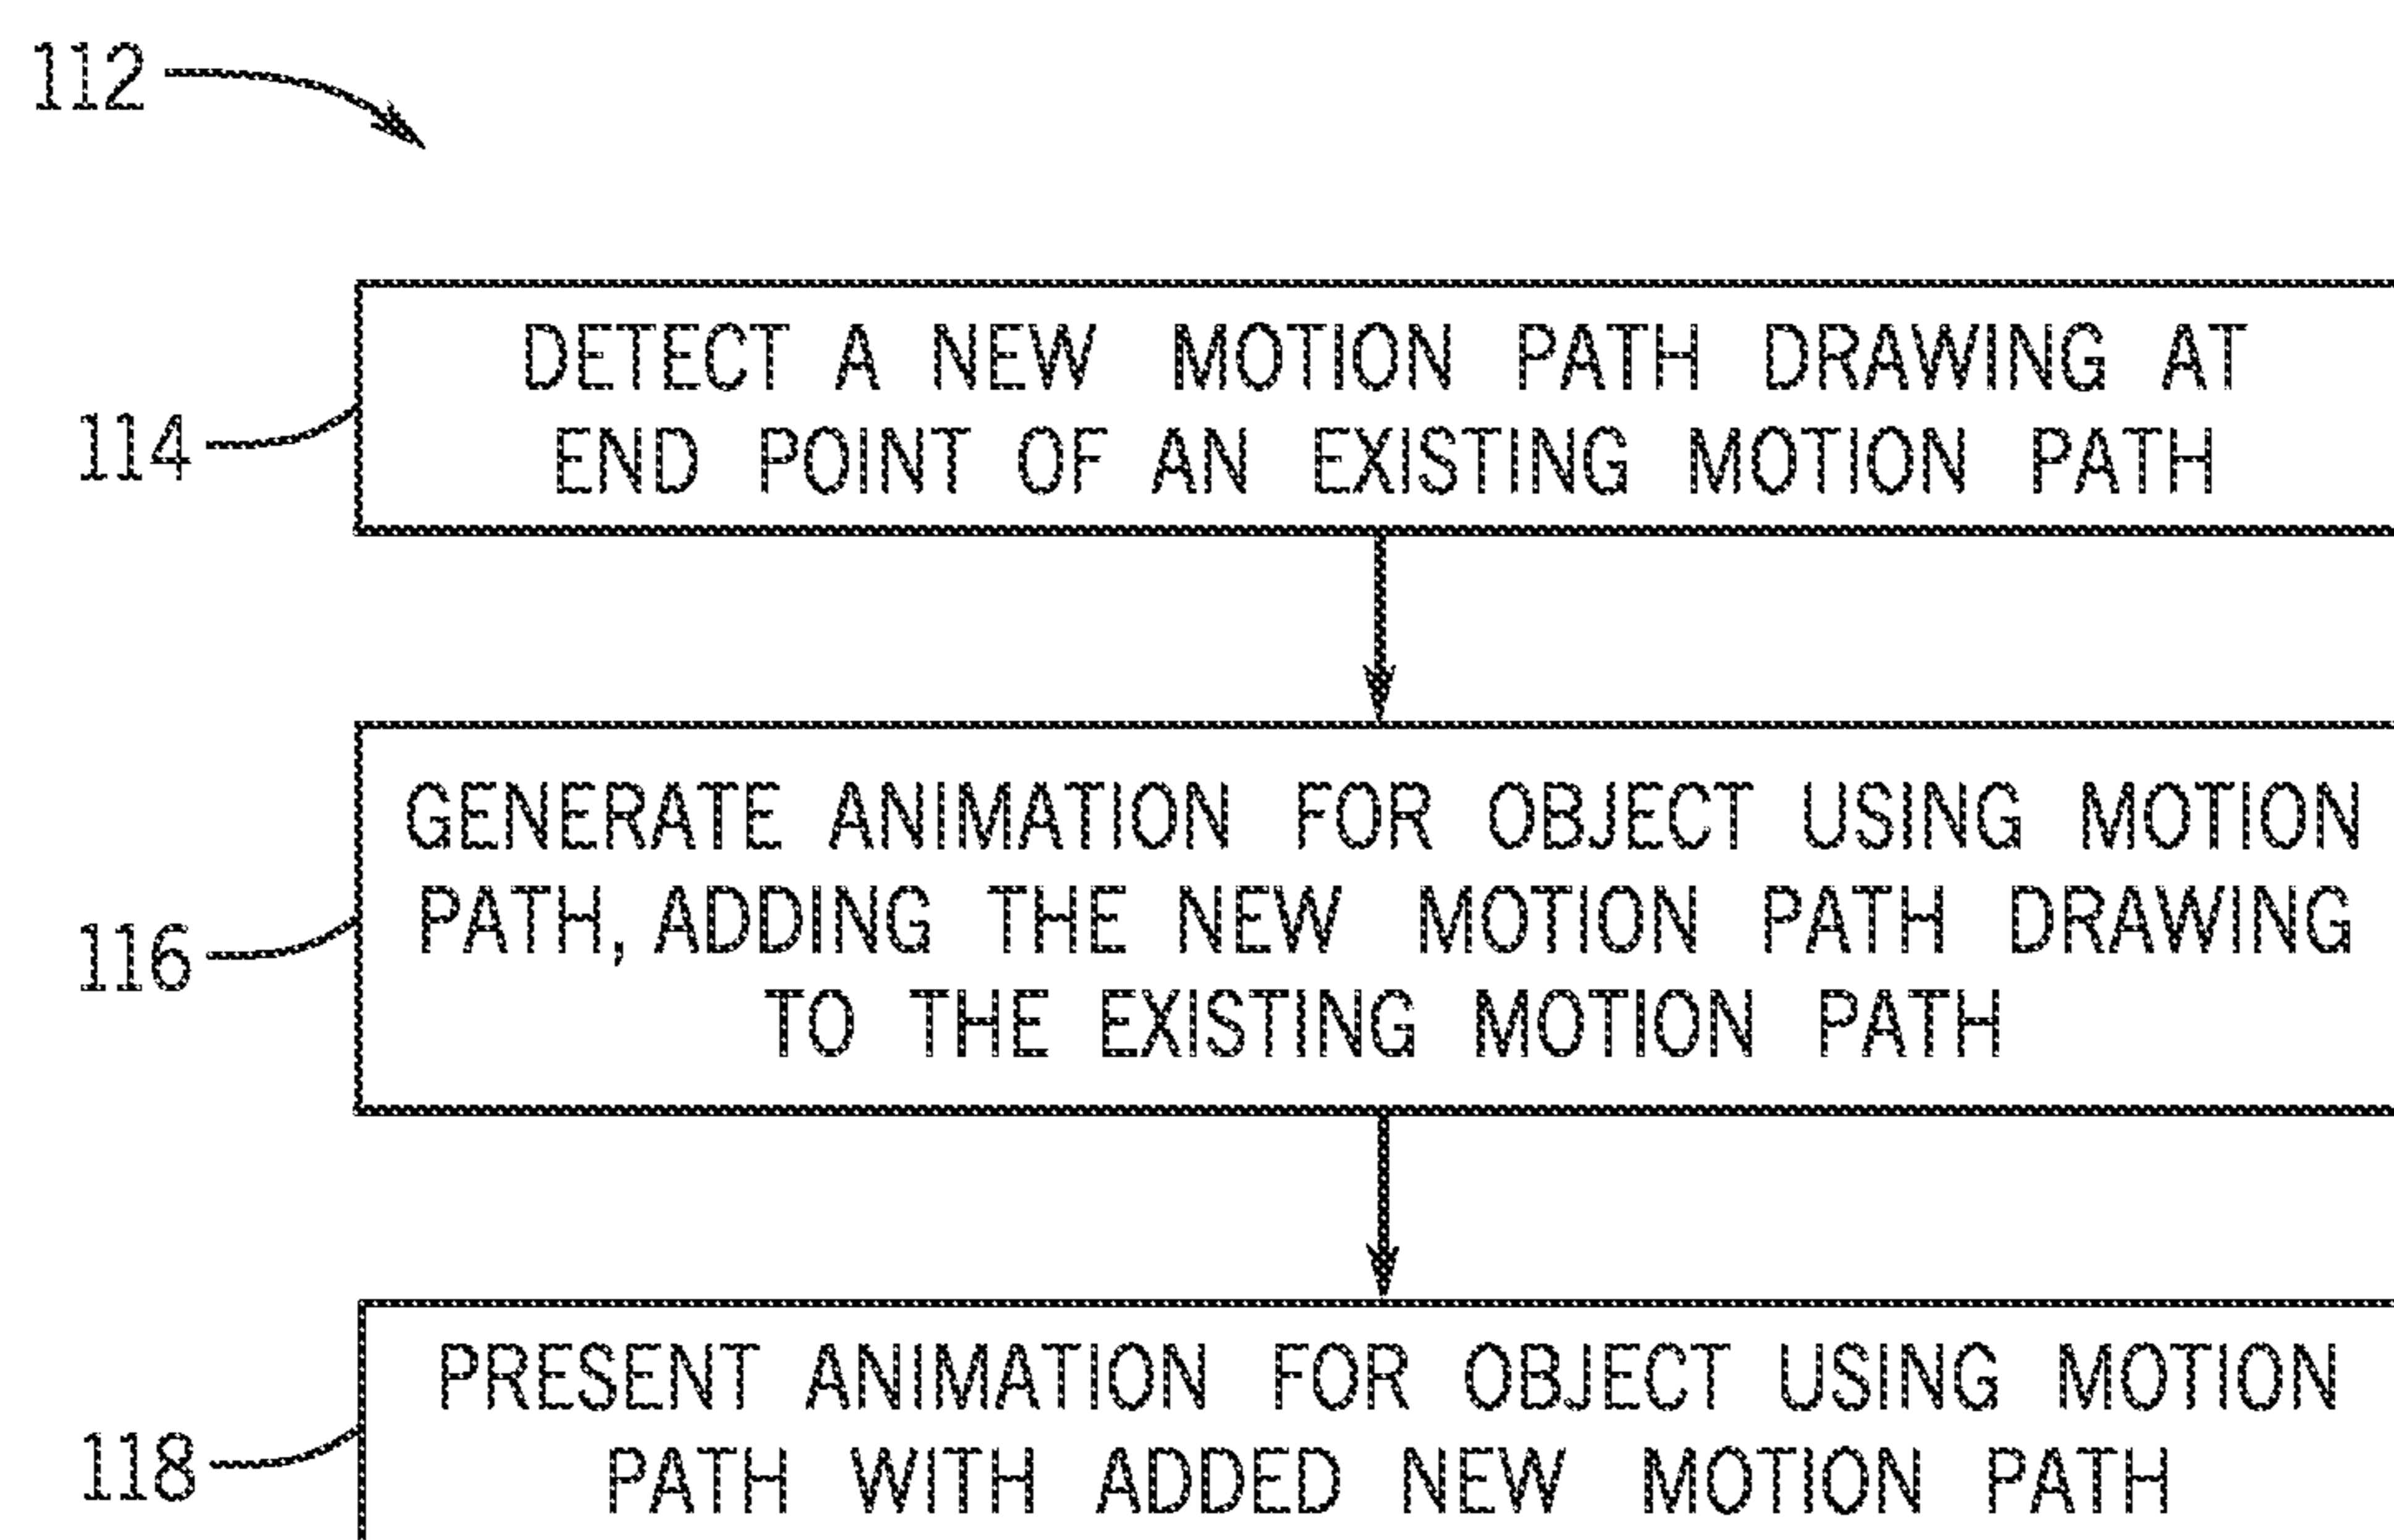 112
DETECT A NEW MOTION PATH DRAWING AT
END POINT OF AN EXISTING MOTION PATH
114
GENERATE ANIMATION FOR OBJECT USING MOTION
PATH, ADDING THE NEW MOTION PATH DRAWING
TO THE EXISTING MOTION PATH
116
PRESENT ANIMATION FOR OBJECT USING MOTION
PATH WITH ADDED NEW MOTION PATH
118